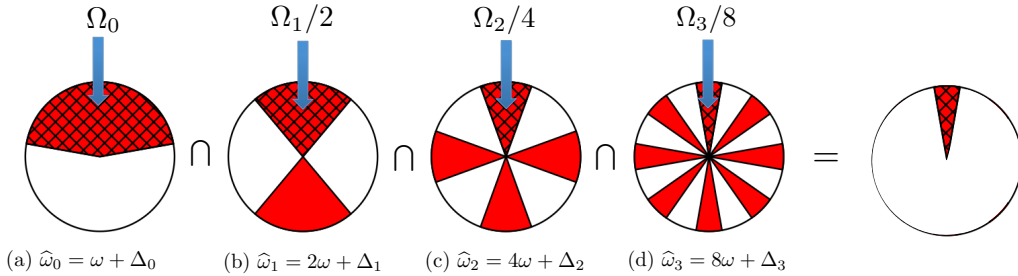 Ω₀ Ω₁/2 Ω₂/4 Ω₃/8
∩ ∩ ∩ =
(a) ω̂₀ = ω + Δ₀ (b) ω̂₁ = 2ω + Δ₁ (c) ω̂₂ = 4ω + Δ₂ (d) ω̂₃ = 8ω + Δ₃